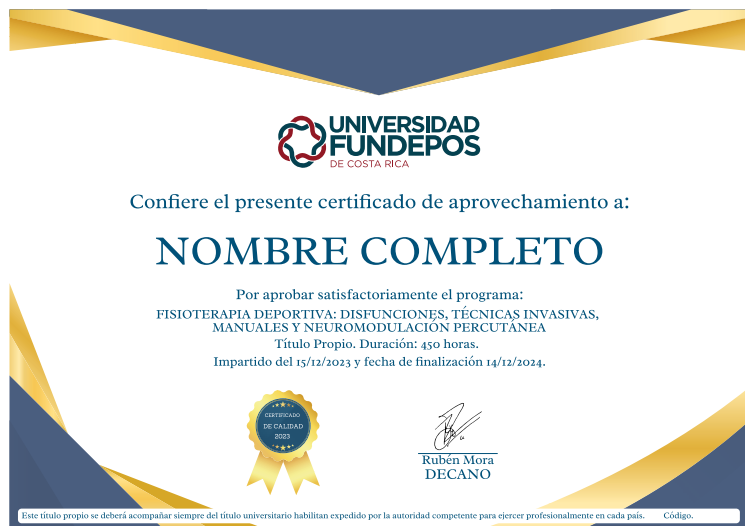 UNIVERSIDAD
FUNDEPOS
DE COSTA RICA
Confiere el presente certificado de aprovechamiento a:
NOMBRE COMPLETO
Por aprobar satisfactoriamente el programa:
FISIOTERAPIA DEPORTIVA: DISFUNCIONES, TÉCNICAS INVASIVAS,
MANUALES Y NEUROMODULACIÓN PERCUTÁNEA
Título Propio. Duración: 450 horas.
Impartido del 15/12/2023 y fecha de finalización 14/12/2024.
CERTIFICADO
DE CALIDAD
2023
Rubén Mora
DECANO
Este título propio se deberá acompañar siempre del título universitario habilitan expedido por la autoridad competente para ejercer profesionalmente en cada país. Código.